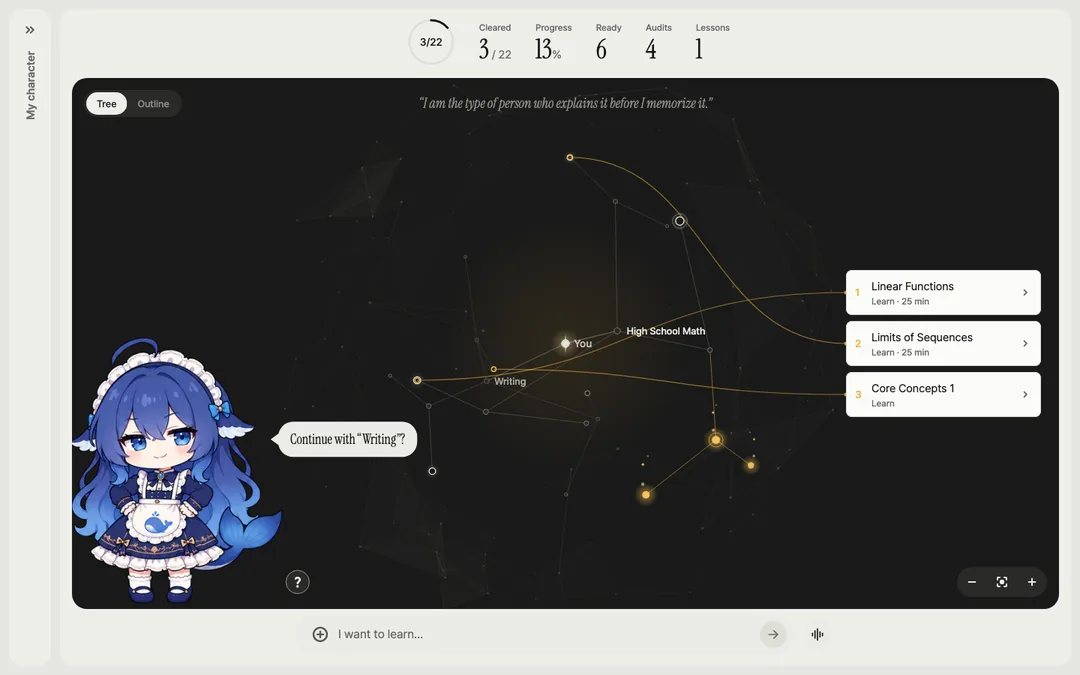 My character
3/22
Cleared
3 / 22
Progress
13%
Ready
6
Audits
4
Lessons
1
Tree
Outline
“I am the type of person who explains it before I memorize it.”
1
Linear Functions
Learn · 25 min
2
Limits of Sequences
Learn · 25 min
3
Core Concepts 1
Learn
High School Math
You
Writing
Continue with “Writing”?
?
I want to learn...